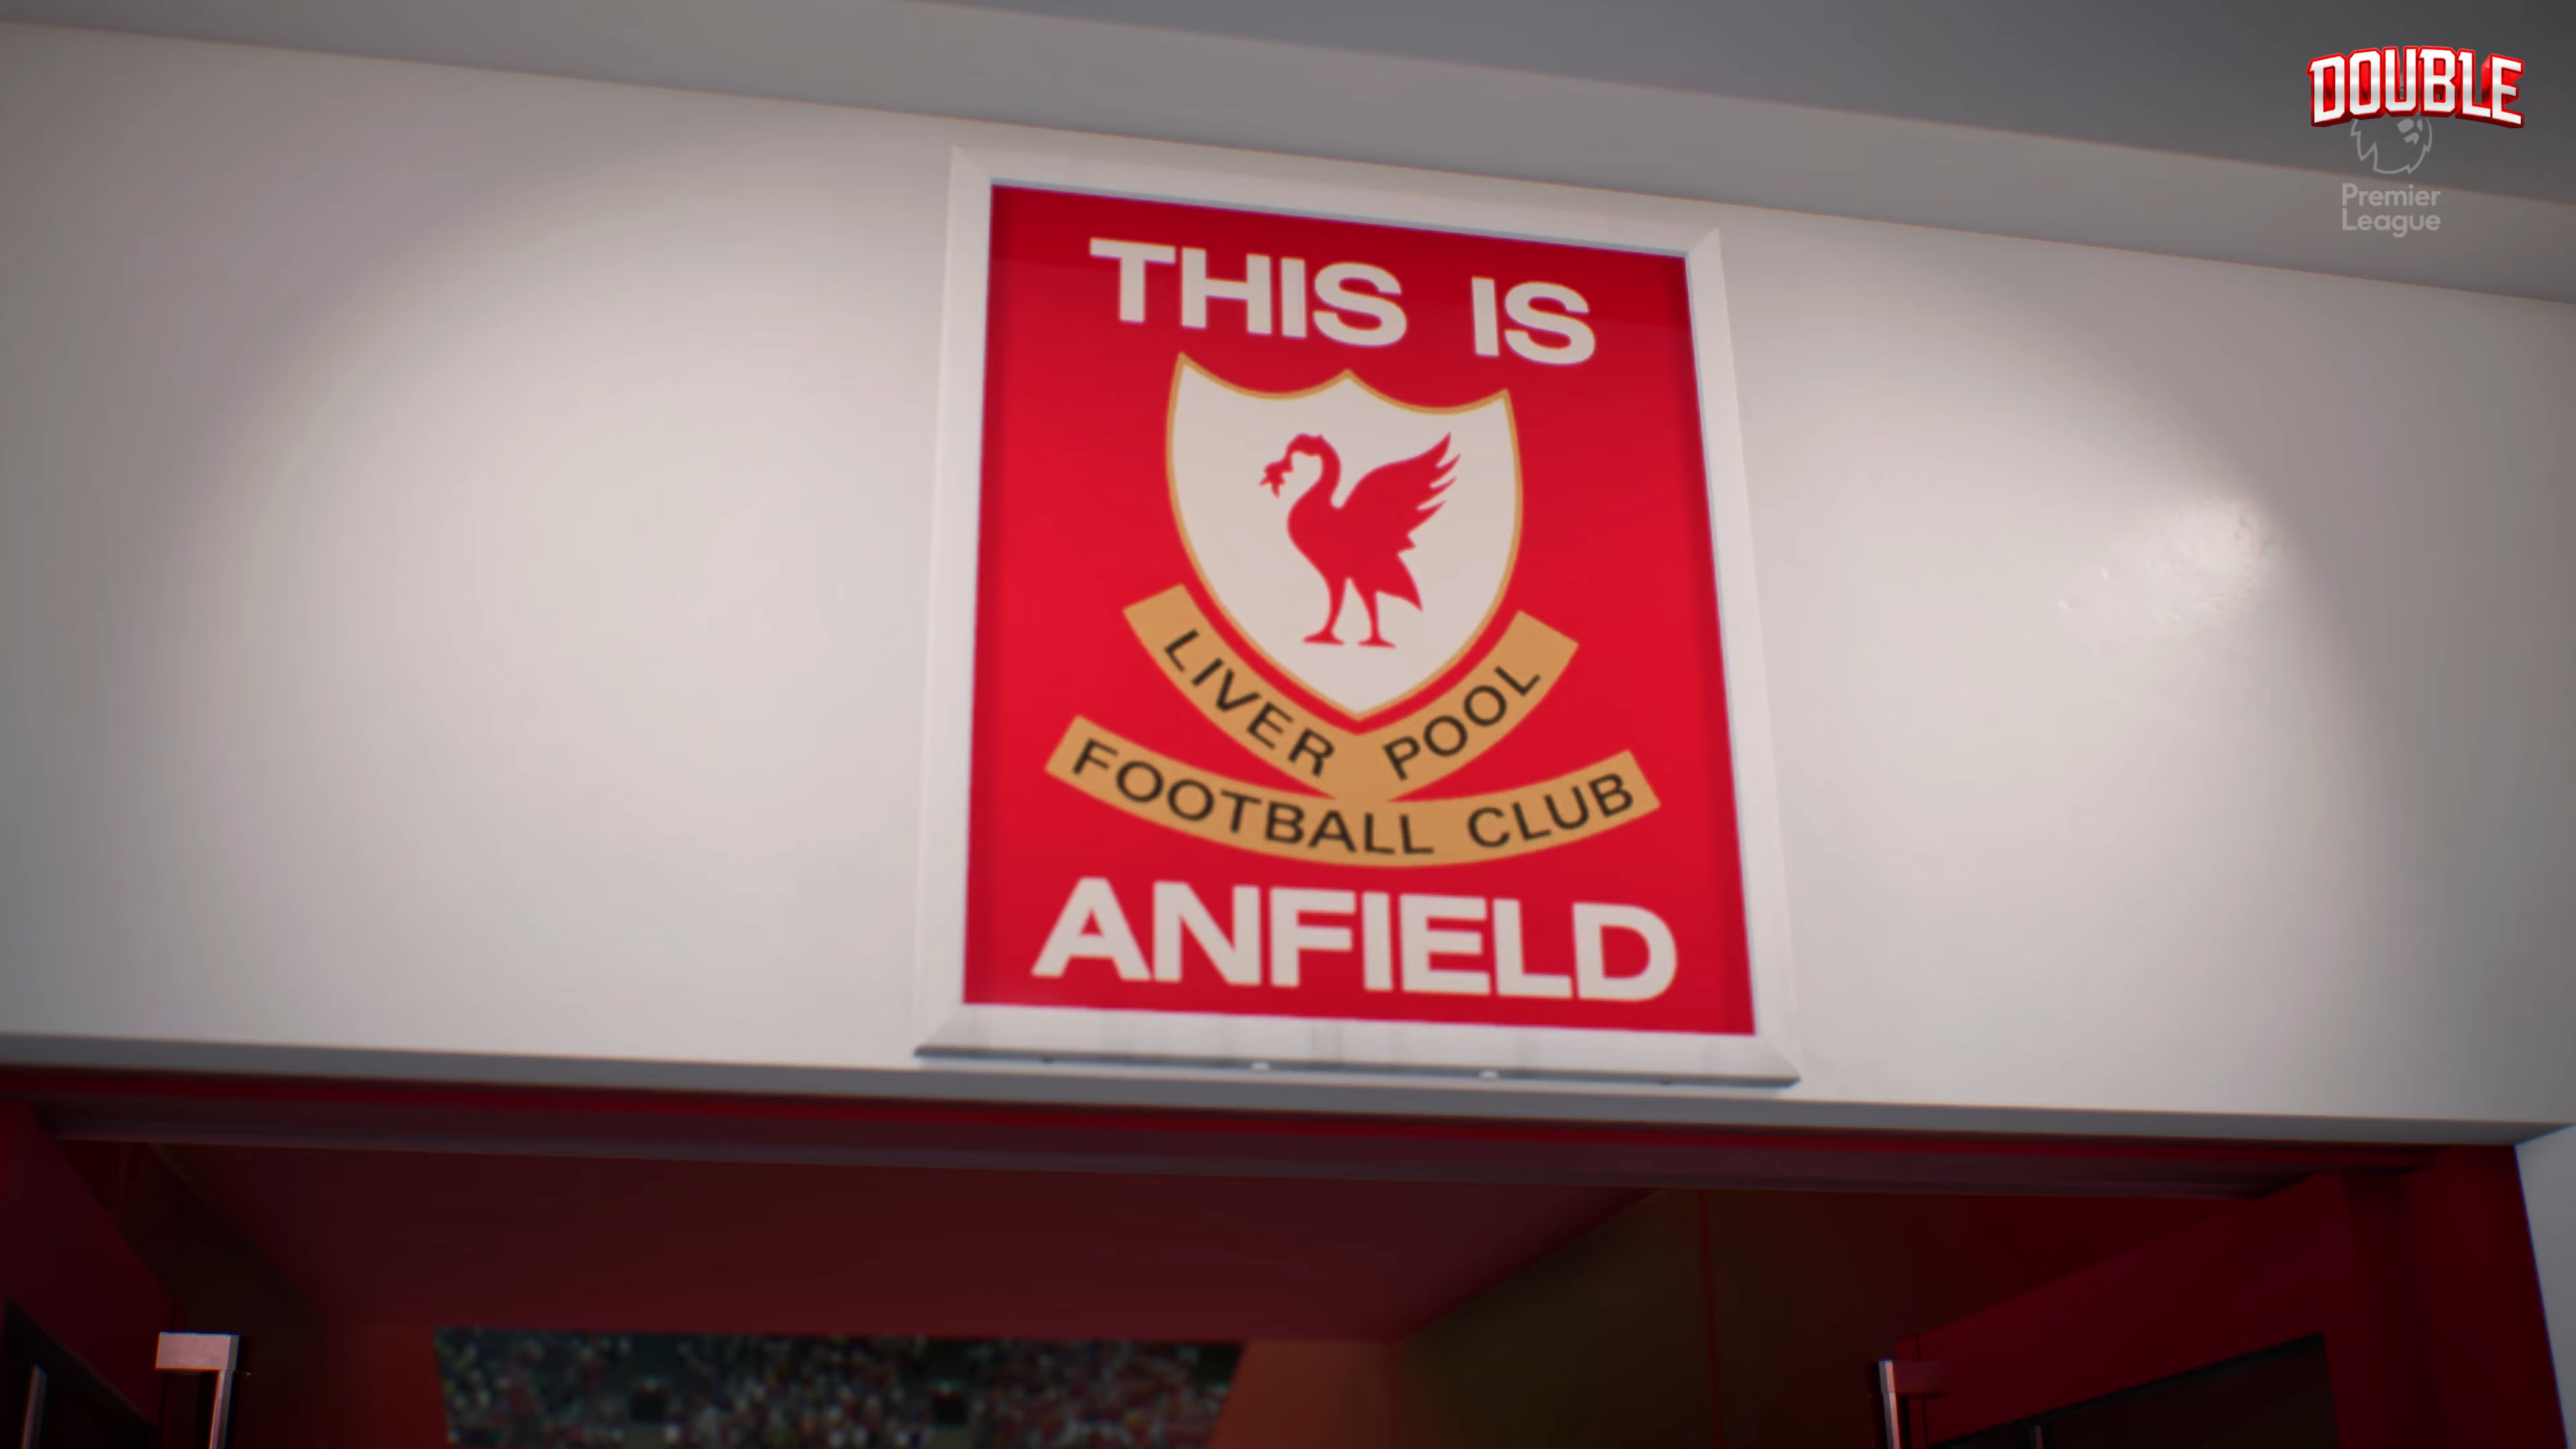 DOUBLE
Premier
League
THIS IS
LIVER POOL
FOOTBALL CLUB
ANFIELD